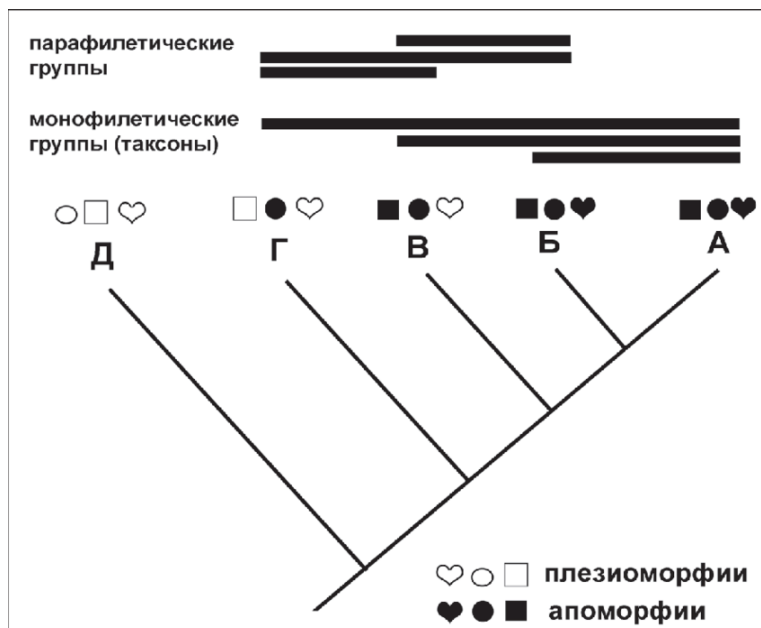 парафилетические
группы
монофилетические
группы (таксоны)
Д Г В Б А
плезиоморфии
апоморфии